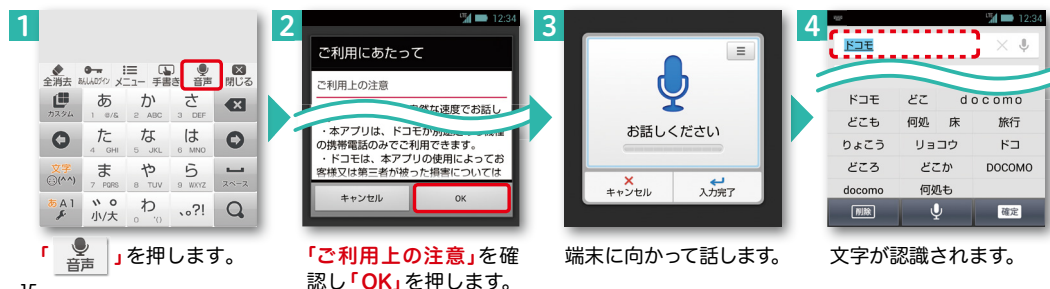 1
全消去 あんしんログイン メニュー 手書き 音声 閉じる
カスタム あ か さ
1 @/& 2 ABC 3 DEF
た な は
4 GHI 5 JKL 6 MNO
文字 ま や ら
(^^) 7 PQRS 8 TUV 9 WXYZ スペース
あA1 小/大 わ 、。?!
0 '()
「音声」を押します。
2
12:34
ご利用にあたって
ご利用上の注意
な速度でお話し
・本アプリは、ドコモが別途
の携帯電話のみでご利用できます。
・ドコモは、本アプリの使用によってお
客様又は第三者が被った損害については
キャンセル OK
「ご利用上の注意」を確
認し「OK」を押します。
3
お話しください
キャンセル 入力完了
端末に向かって話します。
4
12:34
ドコモ
ドコモ どこ docomo
どこも 何処 床 旅行
りょこう リョコウ ドコ
どころ どこか DOCOMO
docomo 何処も
削除 確定
文字が認識されます。